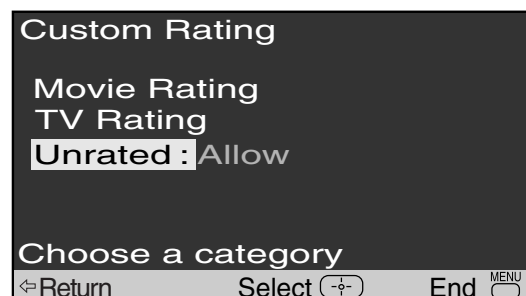 Custom Rating
Movie Rating
TV Rating
Unrated : Allow
Choose a category
Return Select End MENU